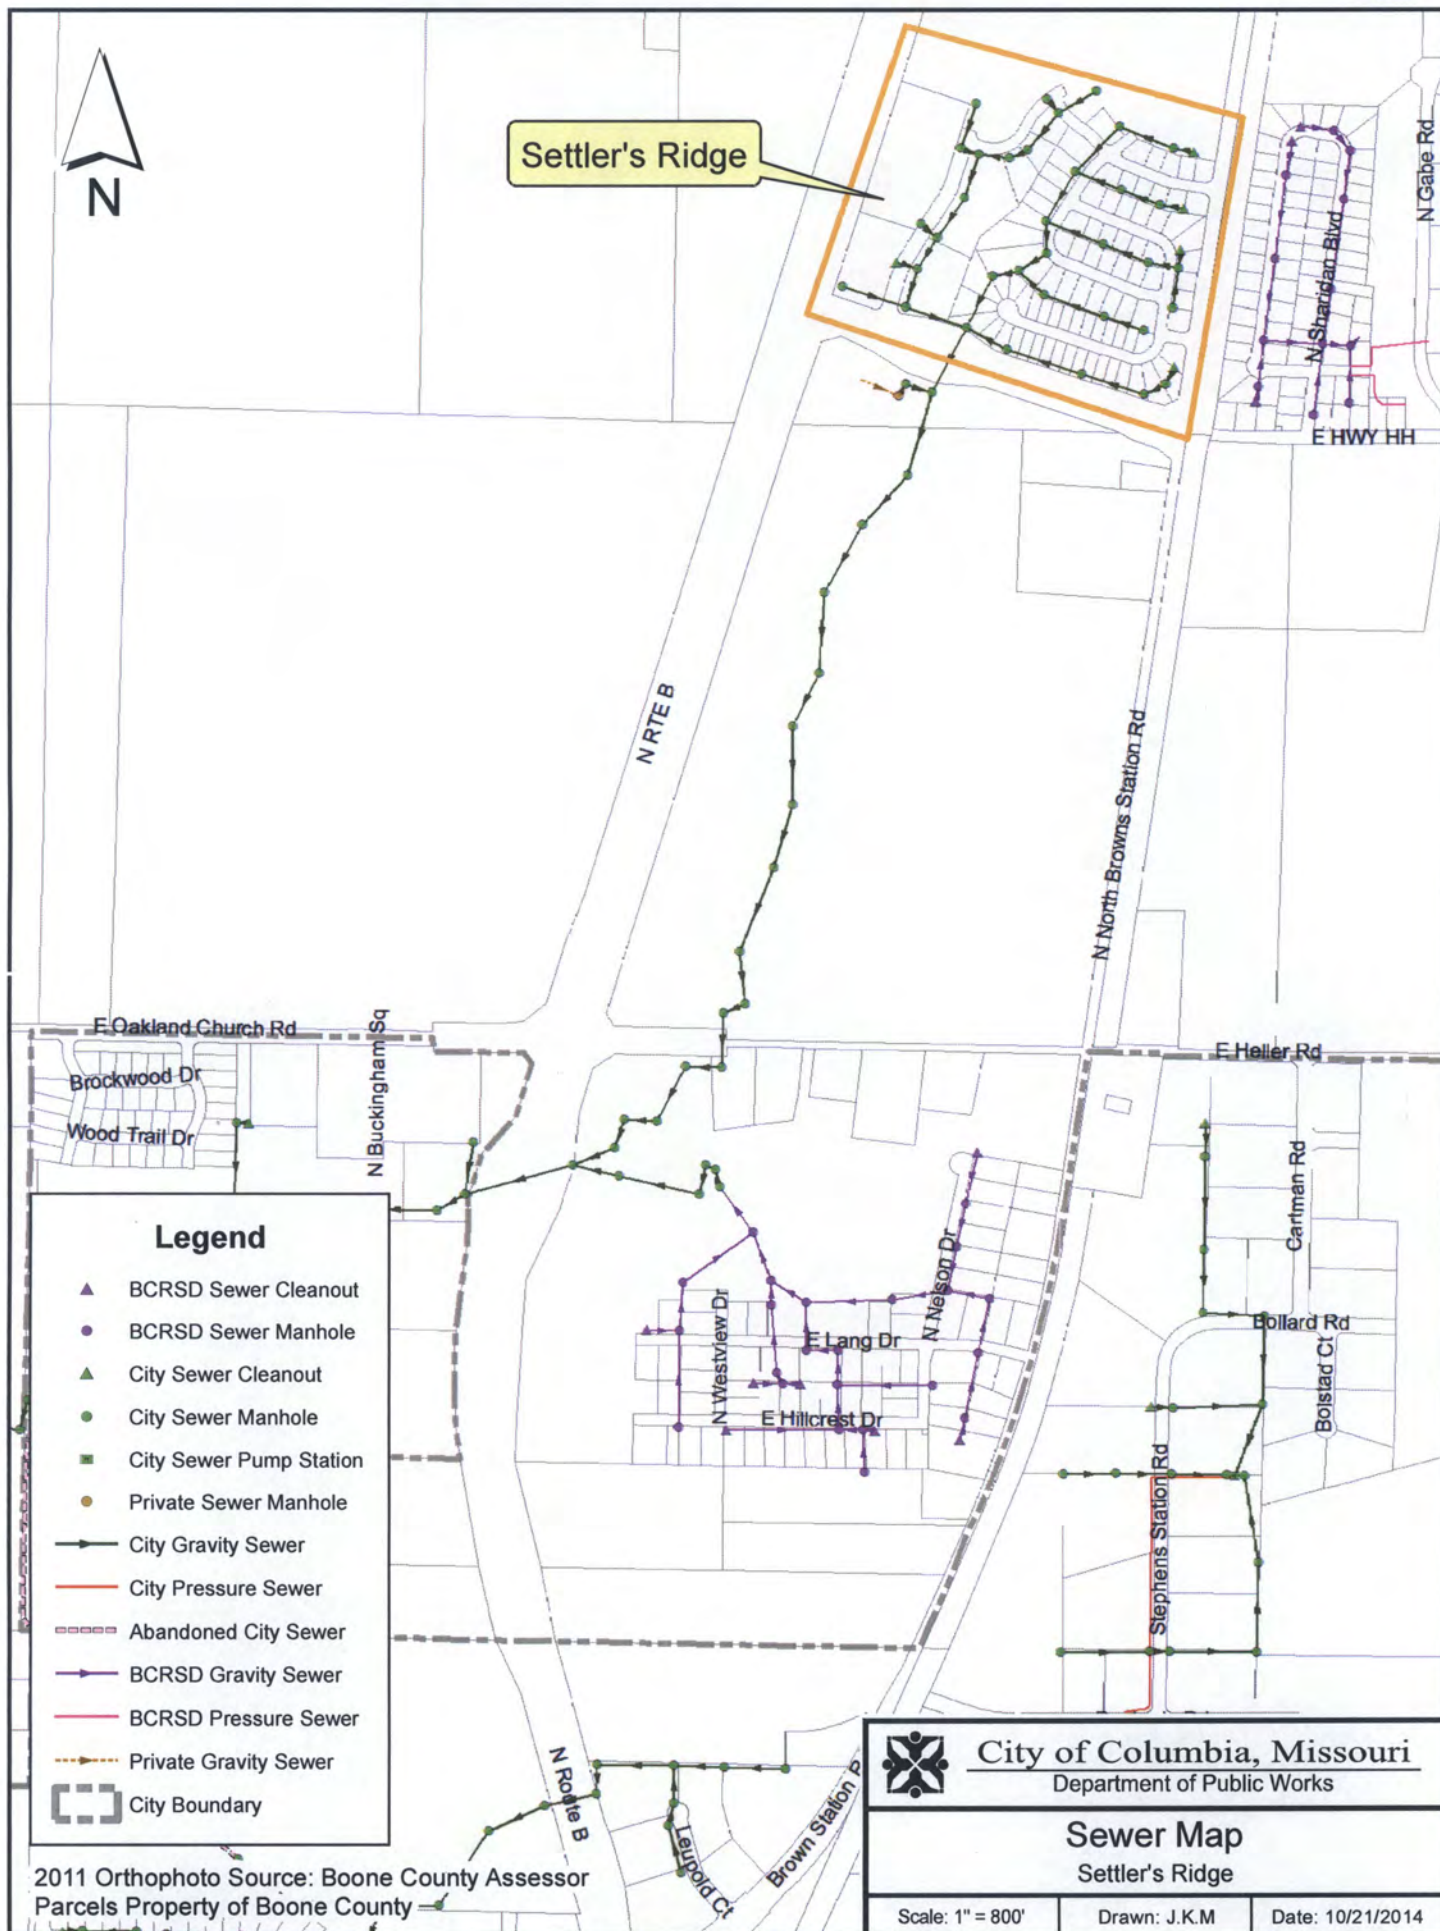 N
Settler's Ridge
N Gabe Rd
N Sharidan Blvd
E HWY HH
N RTE B
N North Browns Station Rd
E Oakland Church Rd
N Buckingham Sq
E Heller Rd
Brockwood Dr
Wood Trail Dr
Cartman Rd
N Nelson Dr
N Westview Dr
E Lang Dr
E Hillcrest Dr
Bollard Rd
Bolstad Ct
Stephens Station Rd
Legend
BCRSD Sewer Cleanout
BCRSD Sewer Manhole
City Sewer Cleanout
City Sewer Manhole
City Sewer Pump Station
Private Sewer Manhole
City Gravity Sewer
City Pressure Sewer
Abandoned City Sewer
BCRSD Gravity Sewer
BCRSD Pressure Sewer
Private Gravity Sewer
City Boundary
N Route B
Leupold Ct
Brown Station P
2011 Orthophoto Source: Boone County Assessor
Parcels Property of Boone County
City of Columbia, Missouri
Department of Public Works
Sewer Map
Settler's Ridge
Scale: 1" = 800'
Drawn: J.K.M
Date: 10/21/2014